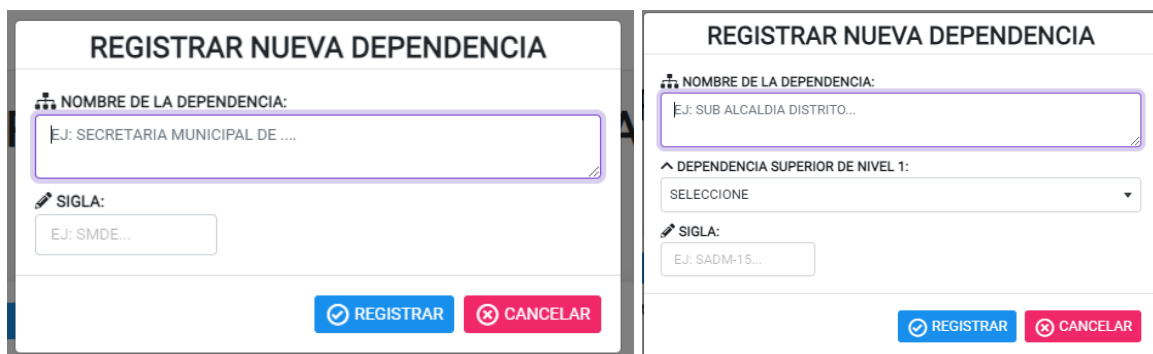 REGISTRAR NUEVA DEPENDENCIA
NOMBRE DE LA DEPENDENCIA:
EJ: SECRETARIA MUNICIPAL DE ....
SIGLA:
EJ: SMDE...
REGISTRAR
CANCELAR
REGISTRAR NUEVA DEPENDENCIA
NOMBRE DE LA DEPENDENCIA:
EJ: SUB ALCALDIA DISTRITO...
DEPENDENCIA SUPERIOR DE NIVEL 1:
SELECCIONE
SIGLA:
EJ: SADM-15...
REGISTRAR
CANCELAR